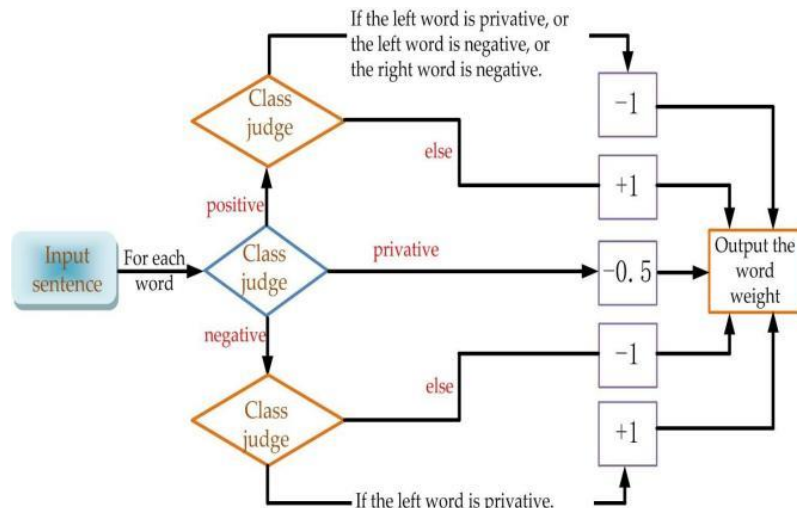 If the left word is privative, or
the left word is negative, or
the right word is negative.
Class
judge
-1
else
+1
positive
Input
sentence
For each
word
Class
judge
privative
-0.5
Output the
word
weight
negative
else
-1
Class
judge
+1
If the left word is privative.